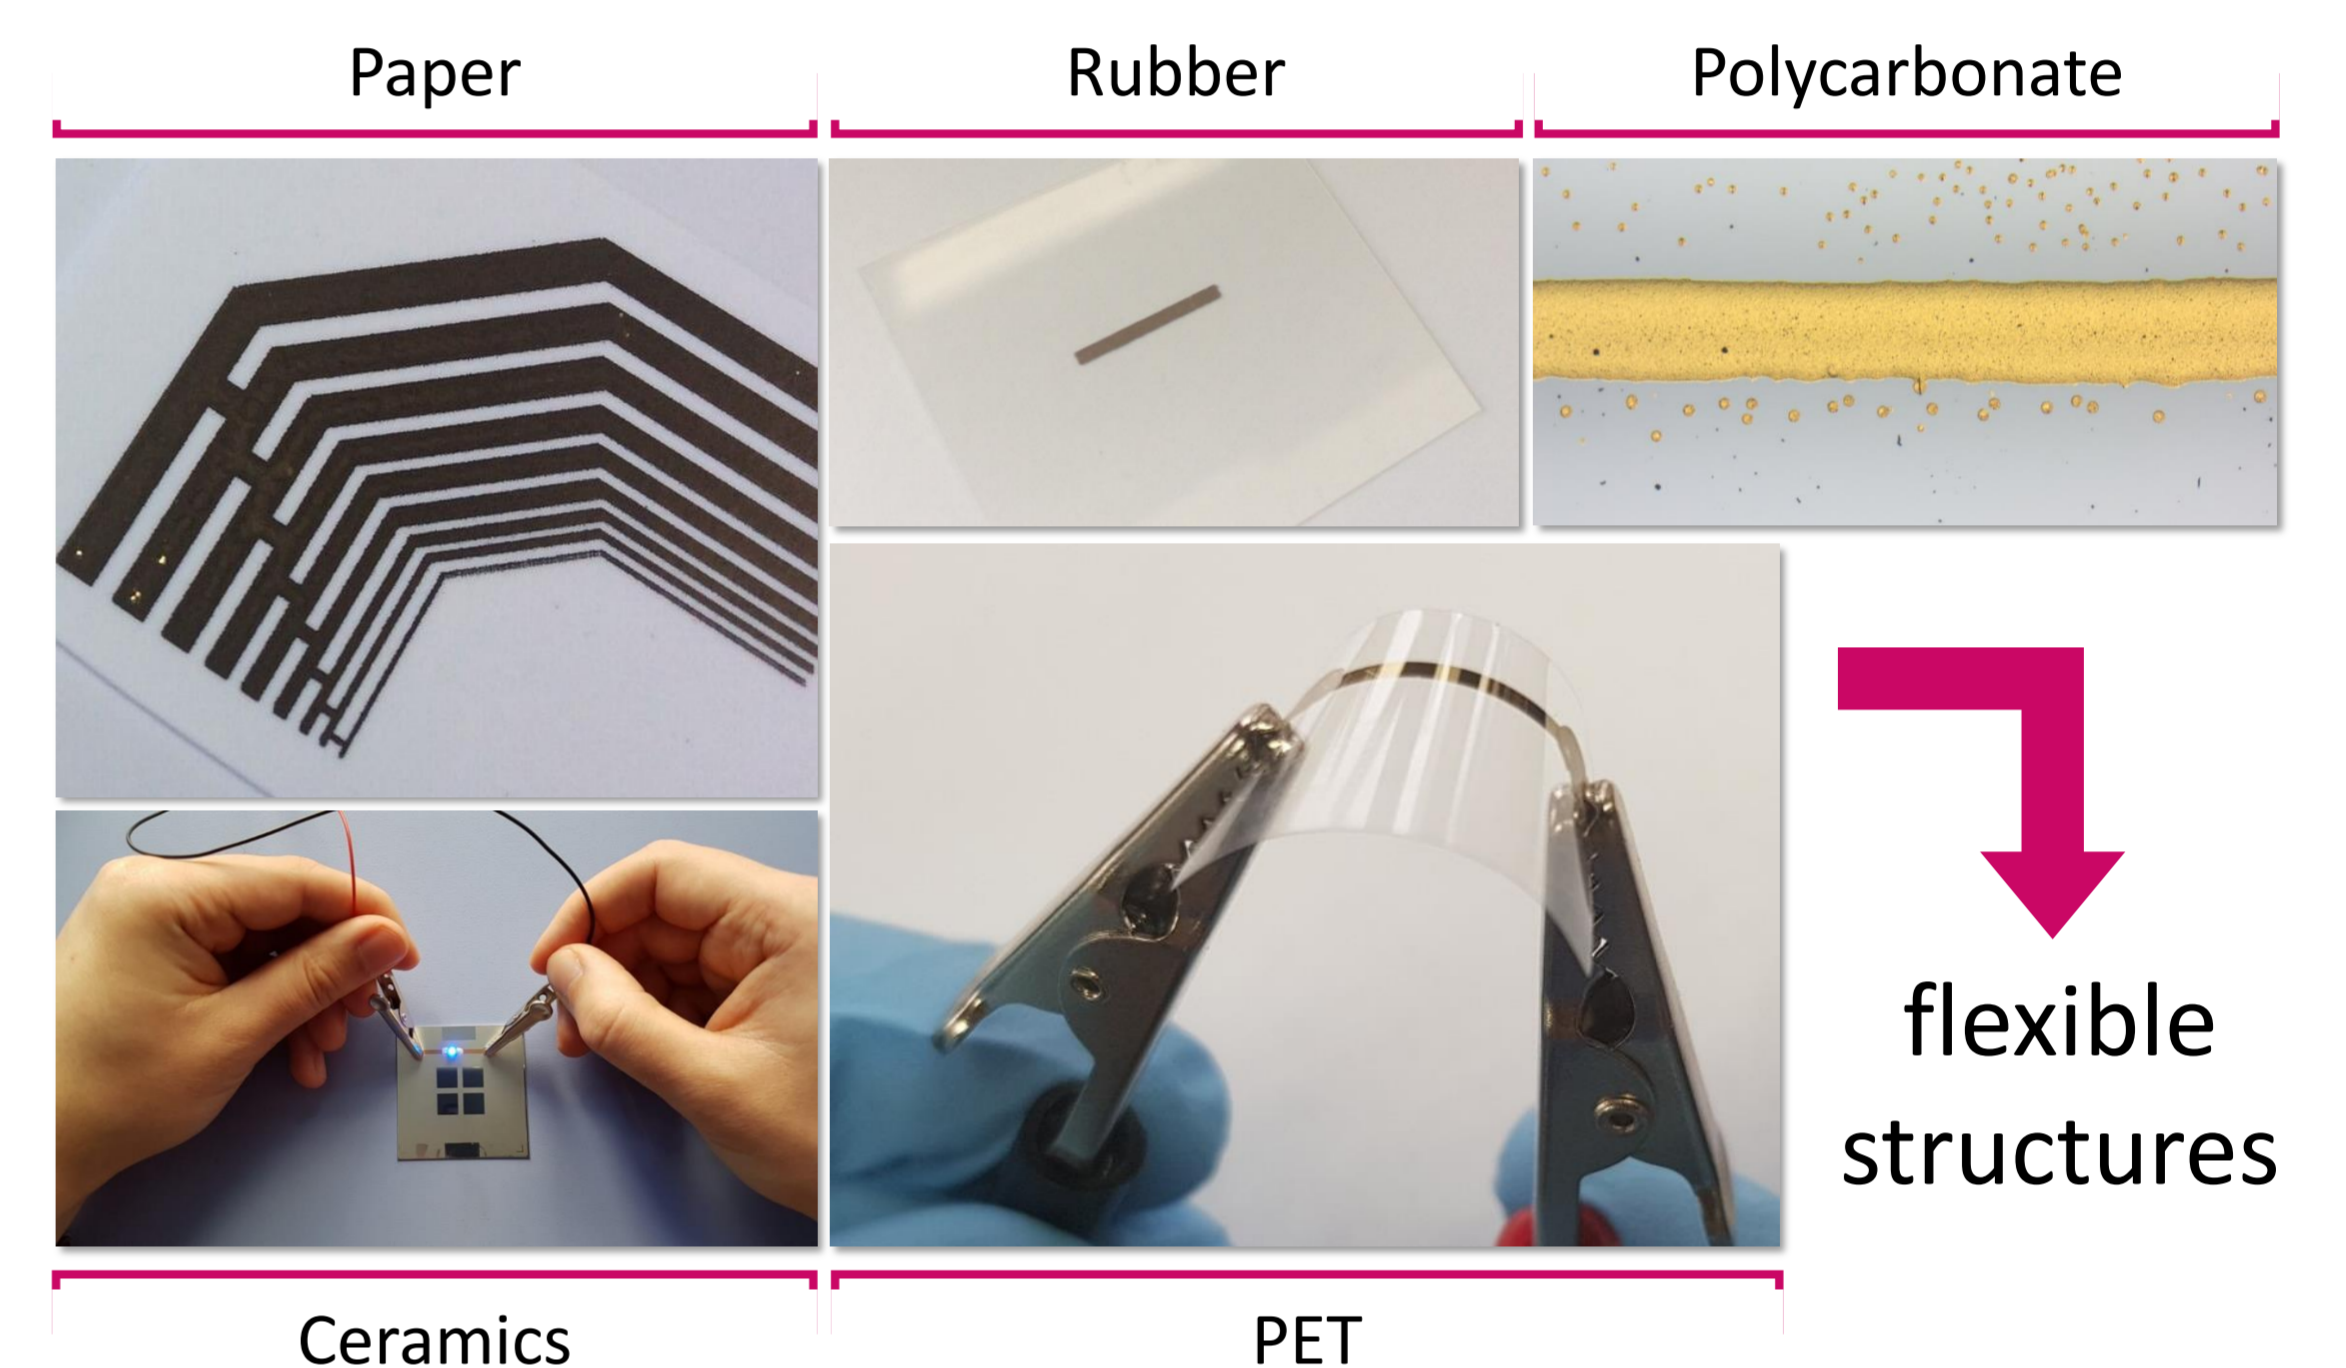 Paper
Rubber
Polycarbonate
flexible
structures
Ceramics
PET